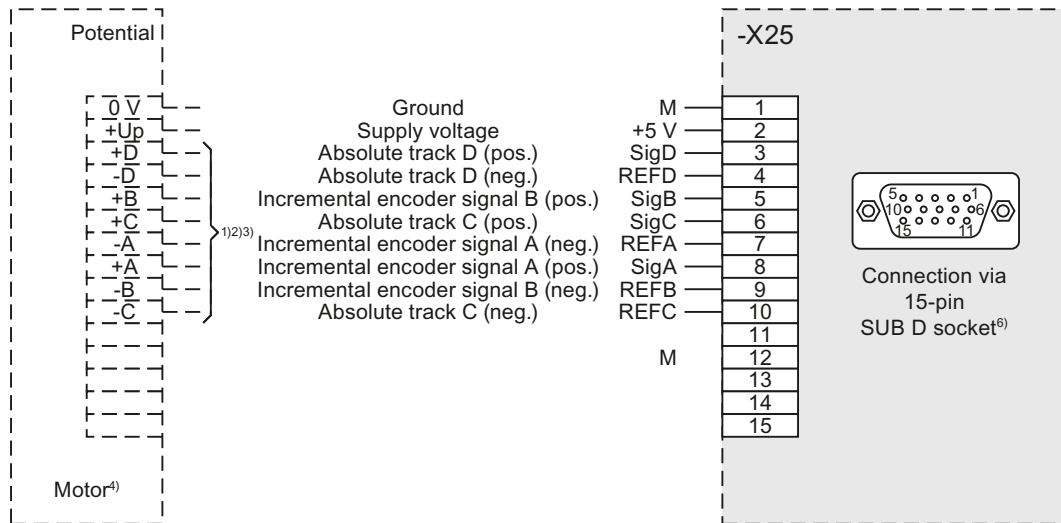 Potential
-X25
0 V Ground M 1
+Up Supply voltage +5 V 2
+D Absolute track D (pos.) SigD 3
-D Absolute track D (neg.) REFD 4
+B Incremental encoder signal B (pos.) SigB 5
+C Absolute track C (pos.) SigC 6
-A 1)2)3) Incremental encoder signal A (neg.) REFA 7
+A Incremental encoder signal A (pos.) SigA 8
-B Incremental encoder signal B (neg.) REFB 9
-C Absolute track C (neg.) REFC 10
11
M 12
13
14
15
5 1
10 6
15 11
Connection via
15-pin
SUB D socket6)
Motor4)